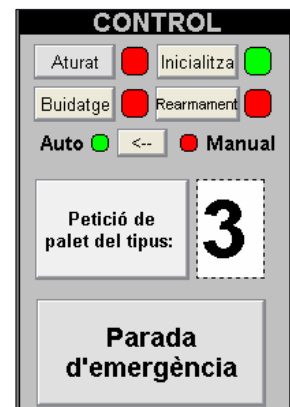 CONTROL
Aturat Inicialitza
Buidatge Rearmament
Auto <-- Manual
Petició de
palet del tipus:
3
Parada
d'emergència